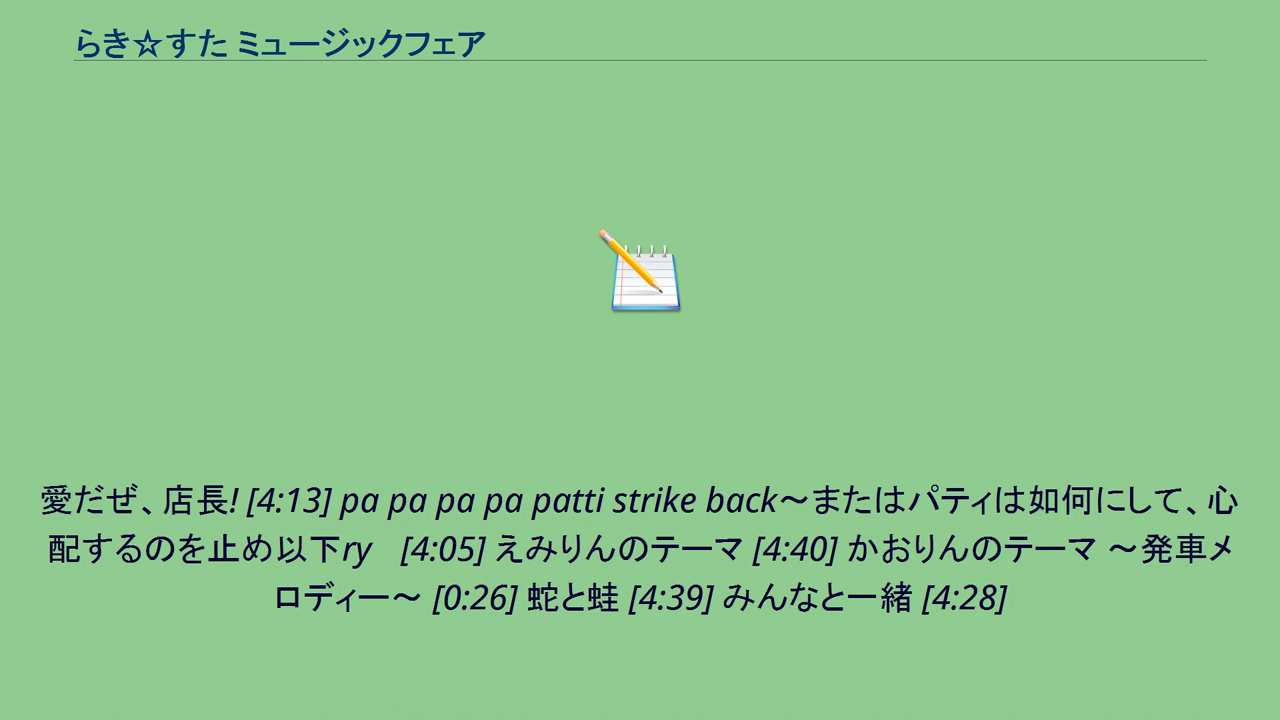 らき☆すた ミュージックフェア
愛だぜ、店長! [4:13] pa pa pa pa patti strike back〜またはパティは如何にして、心
配するのを止め以下ry　[4:05] えみりんのテーマ [4:40] かおりんのテーマ 〜発車メ
ロディー〜 [0:26] 蛇と蛙 [4:39] みんなと一緒 [4:28]